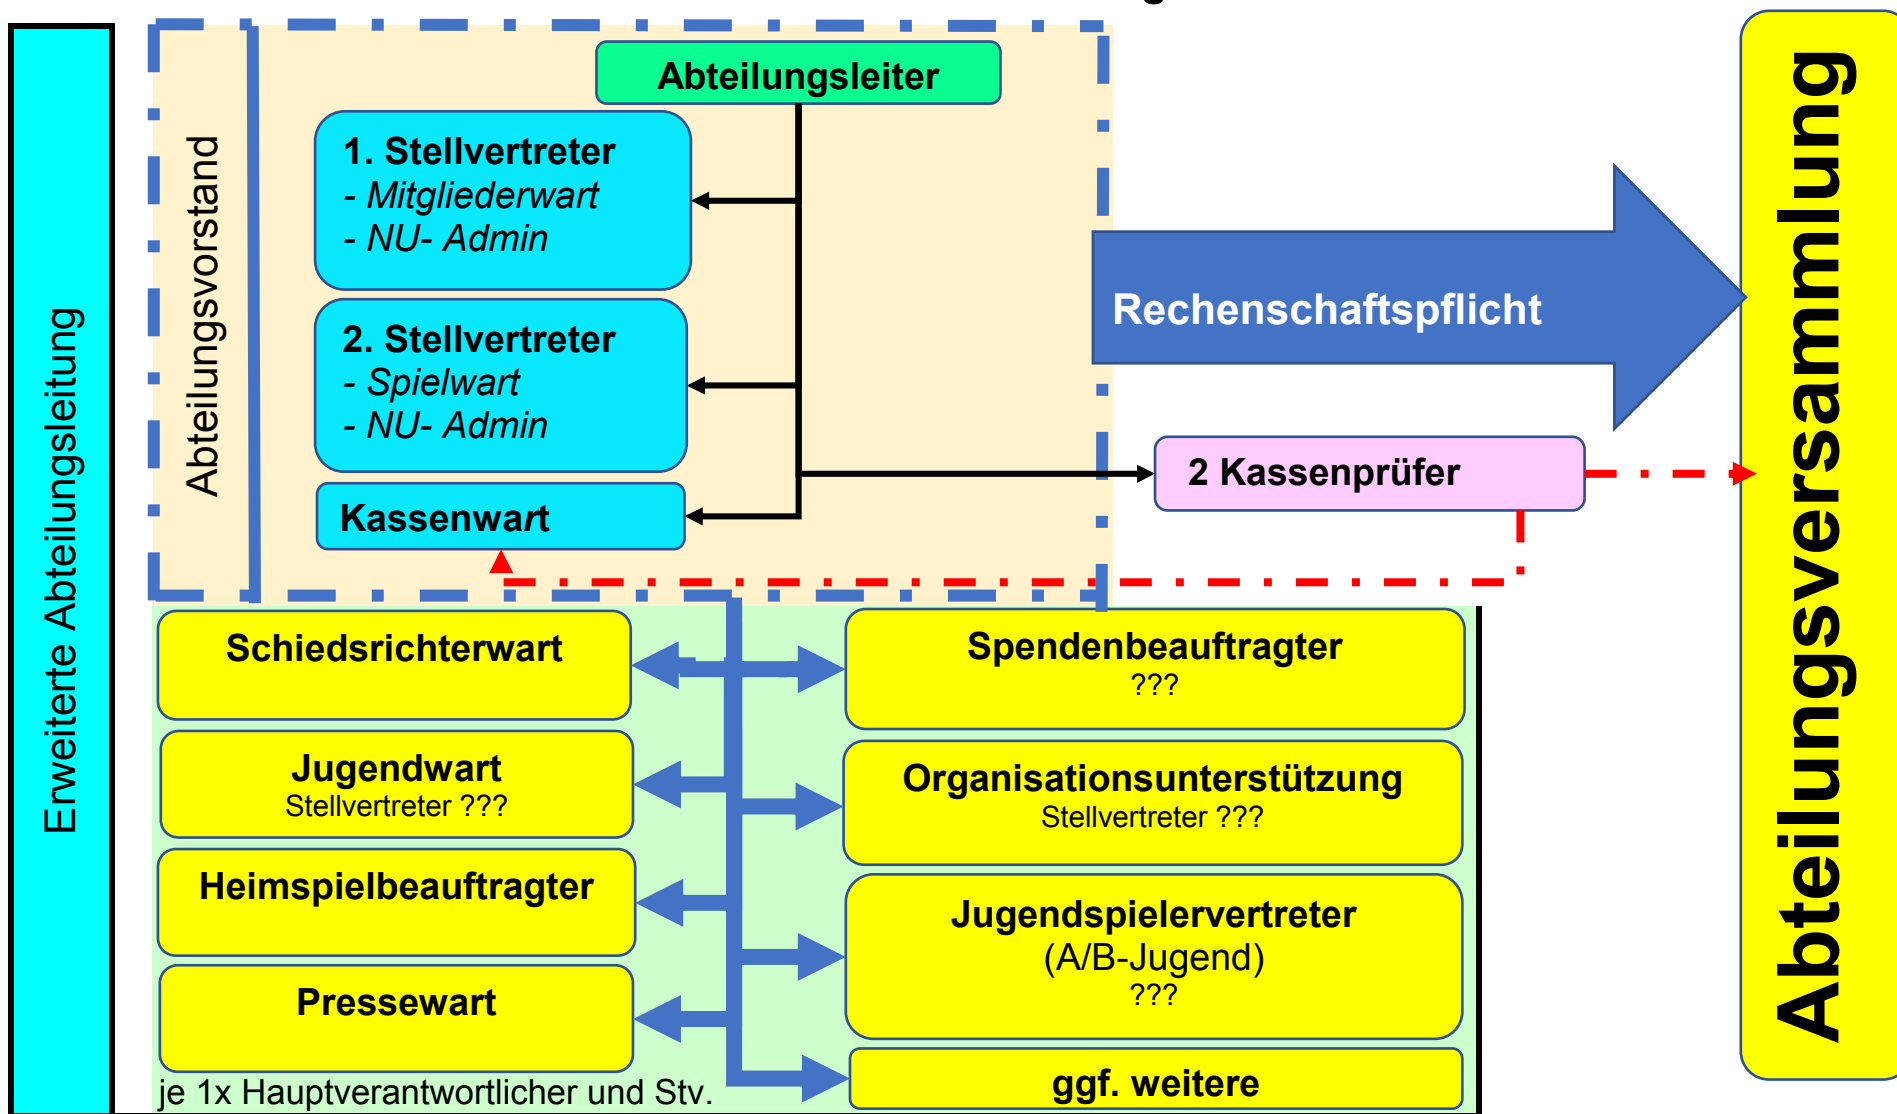 Erweiterte Abteilungsleitung
Abteilungsvorstand
Abteilungsleiter
1. Stellvertreter
- Mitgliederwart
- NU- Admin
2. Stellvertreter
- Spielwart
- NU- Admin
Kassenwart
Rechenschaftspflicht
2 Kassenprüfer
Abteilungsversammlung
Schiedsrichterwart
Jugendwart
Stellvertreter ???
Heimspielbeauftragter
Pressewart
je 1x Hauptverantwortlicher und Stv.
Spendenbeauftragter
???
Organisationsunterstützung
Stellvertreter ???
Jugendspielervertreter
(A/B-Jugend)
???
ggf. weitere